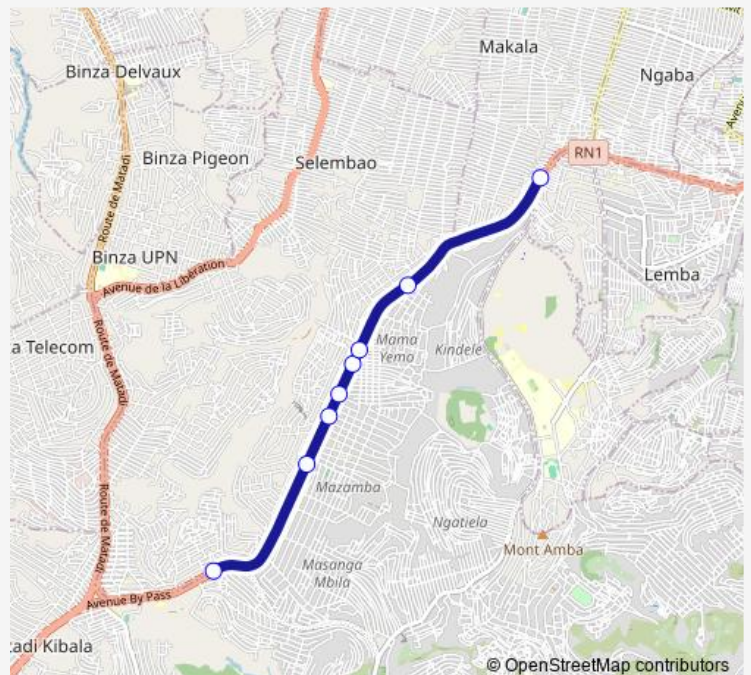 Makala
Binza Delvaux
Ngaba
Avenu
RN1
Binza Pigeon
Selembao
Route de Matadi
Binza UPN
Avenue de la Libération
Lemba
a Telecom
Mama
Yemo
Kindele
Route de Matadi
Mazamba
Route de Matadi
Ngatiela
Mont Amba
Masanga
Mbila
Avenue By Pass
tadi Kibala
© OpenStreetMap contributors